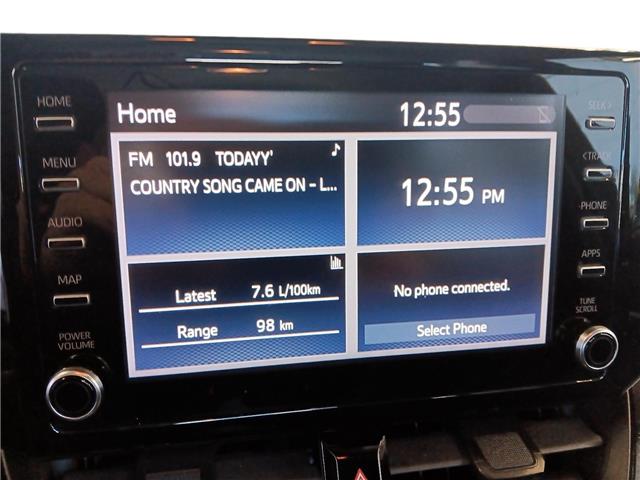 HOME
MENU
AUDIO
MAP
POWER
VOLUME
Home 12:55
FM 101.9 TODAYY'
COUNTRY SONG CAME ON - L...
12:55 PM
Latest 7.6 L/100km
Range 98 km
No phone connected.
Select Phone
SEEK >
< TRACK
PHONE
APPS
TUNE
SCROLL